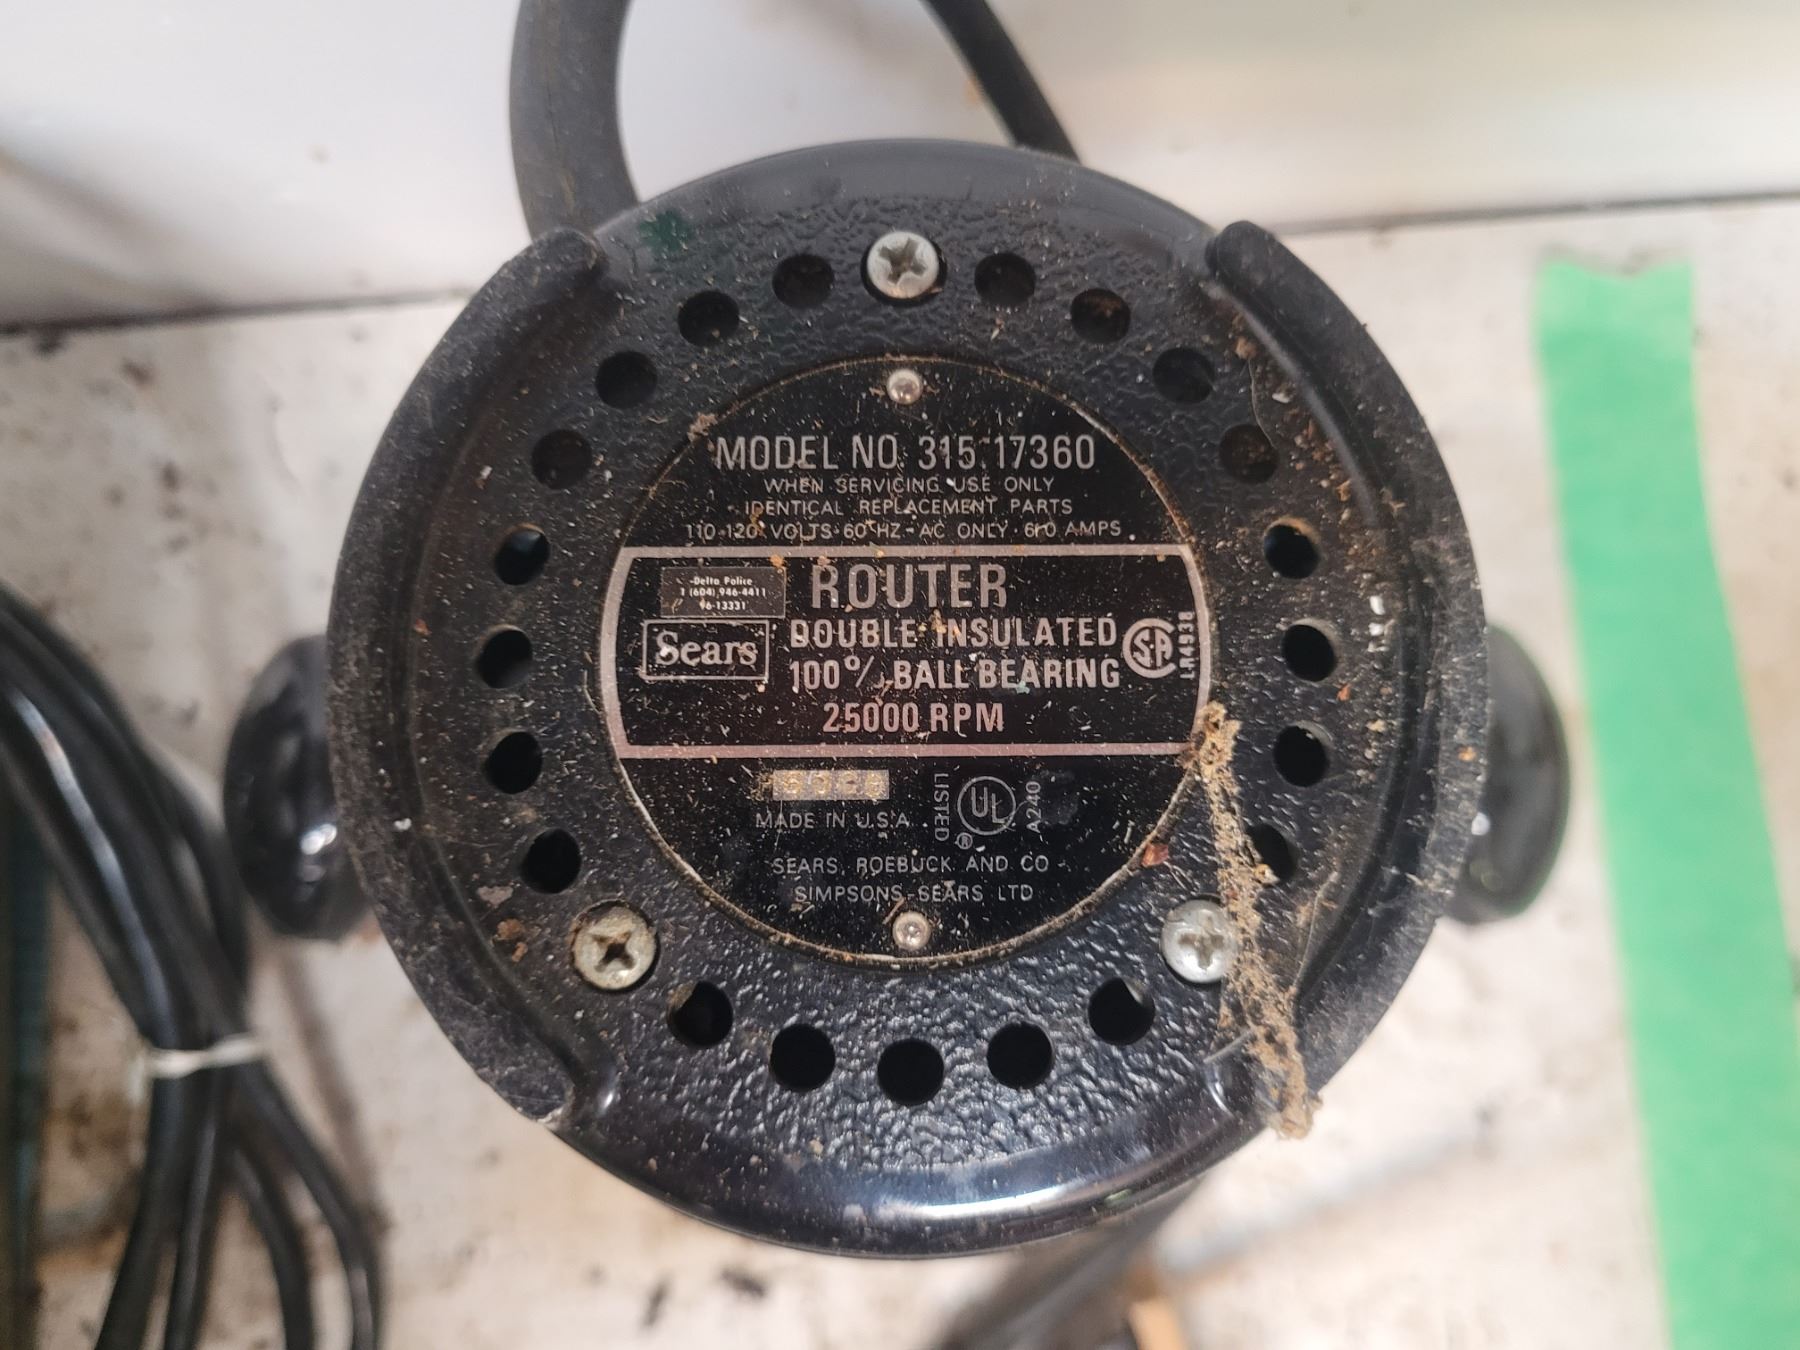 MODEL NO. 315.17360
WHEN SERVICING USE ONLY
IDENTICAL REPLACEMENT PARTS
110-120 VOLTS-60 HZ-AC ONLY-6.0 AMPS
Delta Police
1 (604) 946-4411
96-13331
ROUTER
Sears
DOUBLE INSULATED
100% BALL BEARING
25000 RPM
CSA
LR4938
LISTED
UL
®
A240
MADE IN U.S.A.
SEARS, ROEBUCK AND CO
SIMPSONS-SEARS LTD